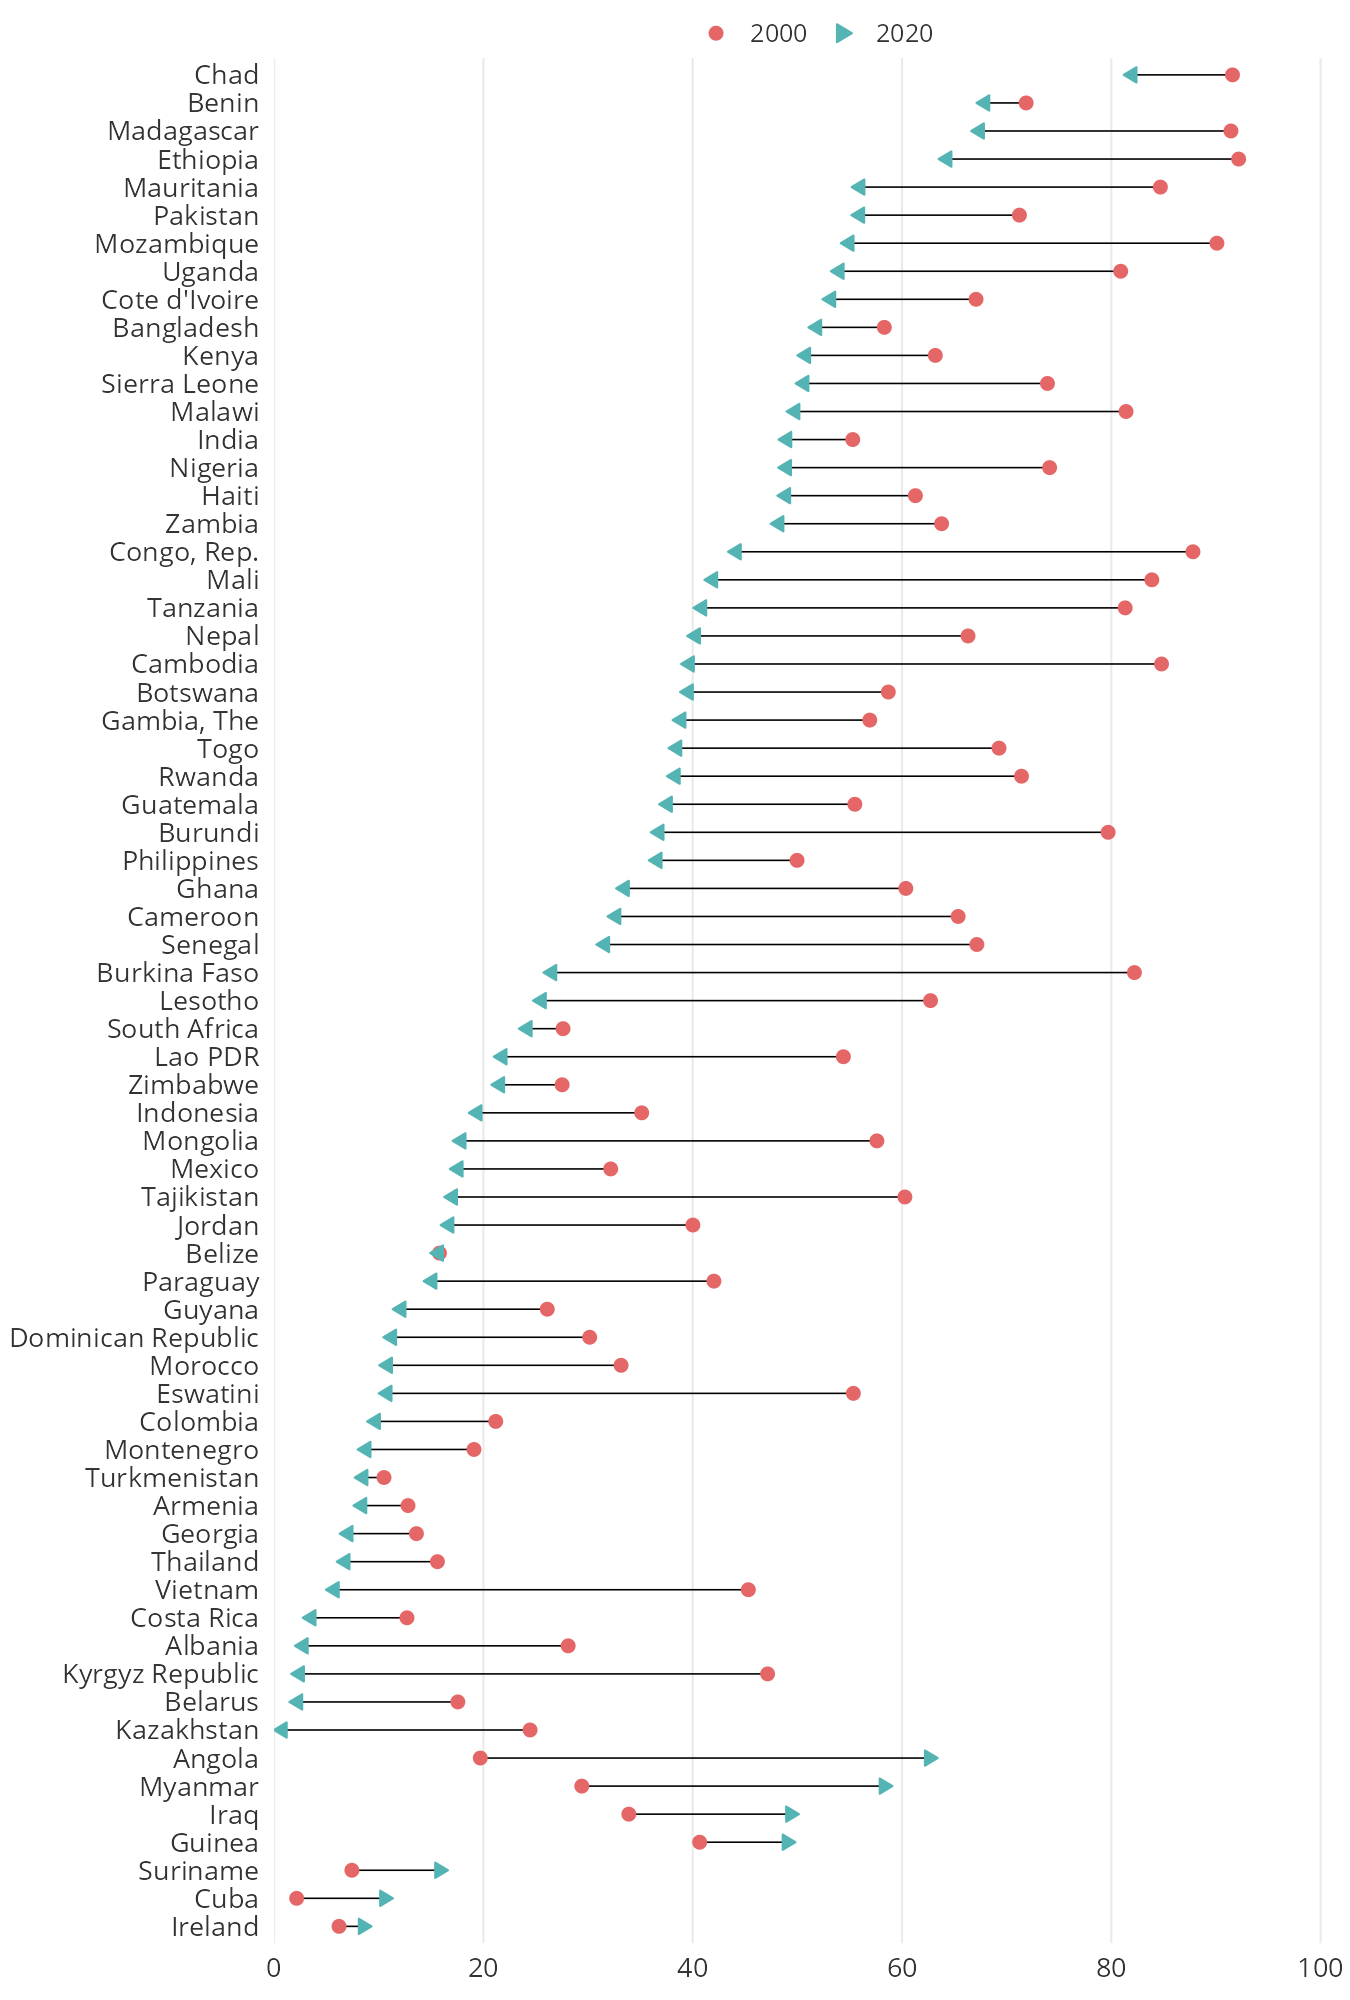 2000 2020
Chad
Benin
Madagascar
Ethiopia
Mauritania
Pakistan
Mozambique
Uganda
Cote d'Ivoire
Bangladesh
Kenya
Sierra Leone
Malawi
India
Nigeria
Haiti
Zambia
Congo, Rep.
Mali
Tanzania
Nepal
Cambodia
Botswana
Gambia, The
Togo
Rwanda
Guatemala
Burundi
Philippines
Ghana
Cameroon
Senegal
Burkina Faso
Lesotho
South Africa
Lao PDR
Zimbabwe
Indonesia
Mongolia
Mexico
Tajikistan
Jordan
Belize
Paraguay
Guyana
Dominican Republic
Morocco
Eswatini
Colombia
Montenegro
Turkmenistan
Armenia
Georgia
Thailand
Vietnam
Costa Rica
Albania
Kyrgyz Republic
Belarus
Kazakhstan
Angola
Myanmar
Iraq
Guinea
Suriname
Cuba
Ireland
0 20 40 60 80 100